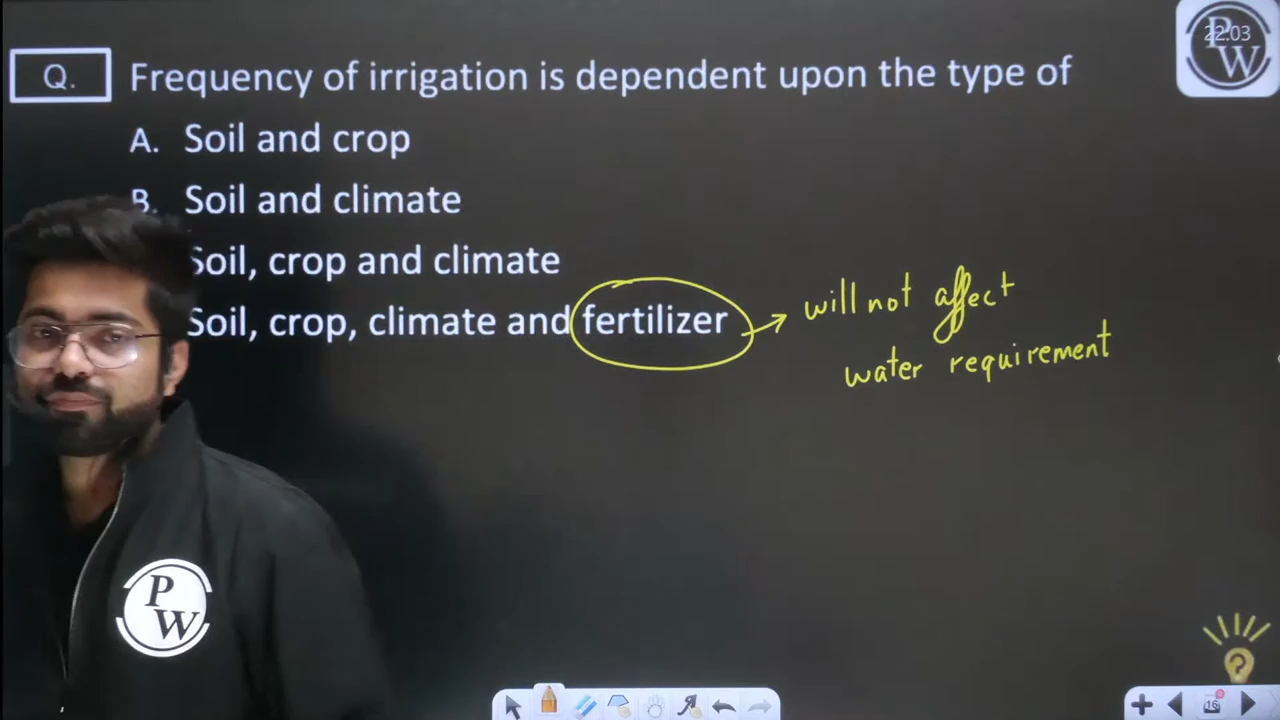 22:03
P
W
Q. Frequency of irrigation is dependent upon the type of
A. Soil and crop
B. Soil and climate
Soil, crop and climate
Soil, crop, climate and fertilizer
will not affect
water requirement
P
W
16